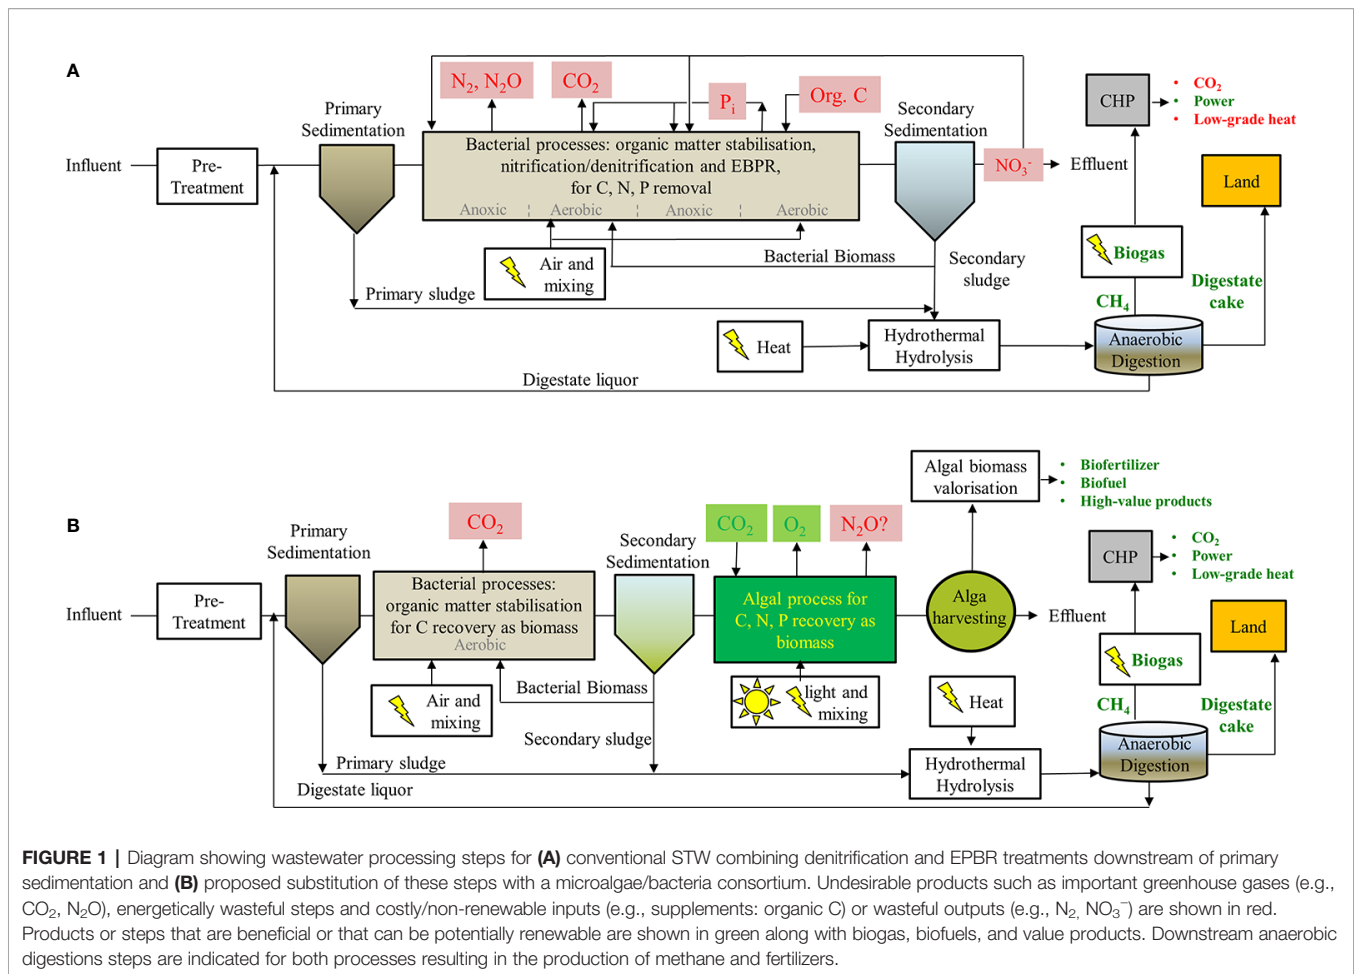 A
N2, N2O
CO2
Pi
Org. C
Primary
Sedimentation
Secondary
Sedimentation
CHP
• CO2
• Power
• Low-grade heat
Influent
Pre-
Treatment
Bacterial processes: organic matter stabilisation,
nitrification/denitrification and EBPR,
for C, N, P removal
Anoxic
Aerobic
Anoxic
Aerobic
NO3-
Effluent
Land
Air and
mixing
Bacterial Biomass
Secondary
sludge
Biogas
CH4
Digestate
cake
Primary sludge
Heat
Hydrothermal
Hydrolysis
Anaerobic
Digestion
Digestate liquor
B
Algal biomass
valorisation
• Biofertilizer
• Biofuel
• High-value products
CO2
CO2
O2
N2O?
Primary
Sedimentation
Secondary
Sedimentation
CHP
• CO2
• Power
• Low-grade heat
Influent
Pre-
Treatment
Bacterial processes:
organic matter stabilisation
for C recovery as biomass
Aerobic
Algal process for
C, N, P recovery as
biomass
Alga
harvesting
Effluent
Land
Air and
mixing
Bacterial Biomass
light and
mixing
Heat
Biogas
CH4
Digestate
cake
Secondary sludge
Primary sludge
Digestate liquor
Hydrothermal
Hydrolysis
Anaerobic
Digestion
FIGURE 1 | Diagram showing wastewater processing steps for (A) conventional STW combining denitrification and EPBR treatments downstream of primary
sedimentation and (B) proposed substitution of these steps with a microalgae/bacteria consortium. Undesirable products such as important greenhouse gases (e.g.,
CO2, N2O), energetically wasteful steps and costly/non-renewable inputs (e.g., supplements: organic C) or wasteful outputs (e.g., N2, NO3−) are shown in red.
Products or steps that are beneficial or that can be potentially renewable are shown in green along with biogas, biofuels, and value products. Downstream anaerobic
digestions steps are indicated for both processes resulting in the production of methane and fertilizers.